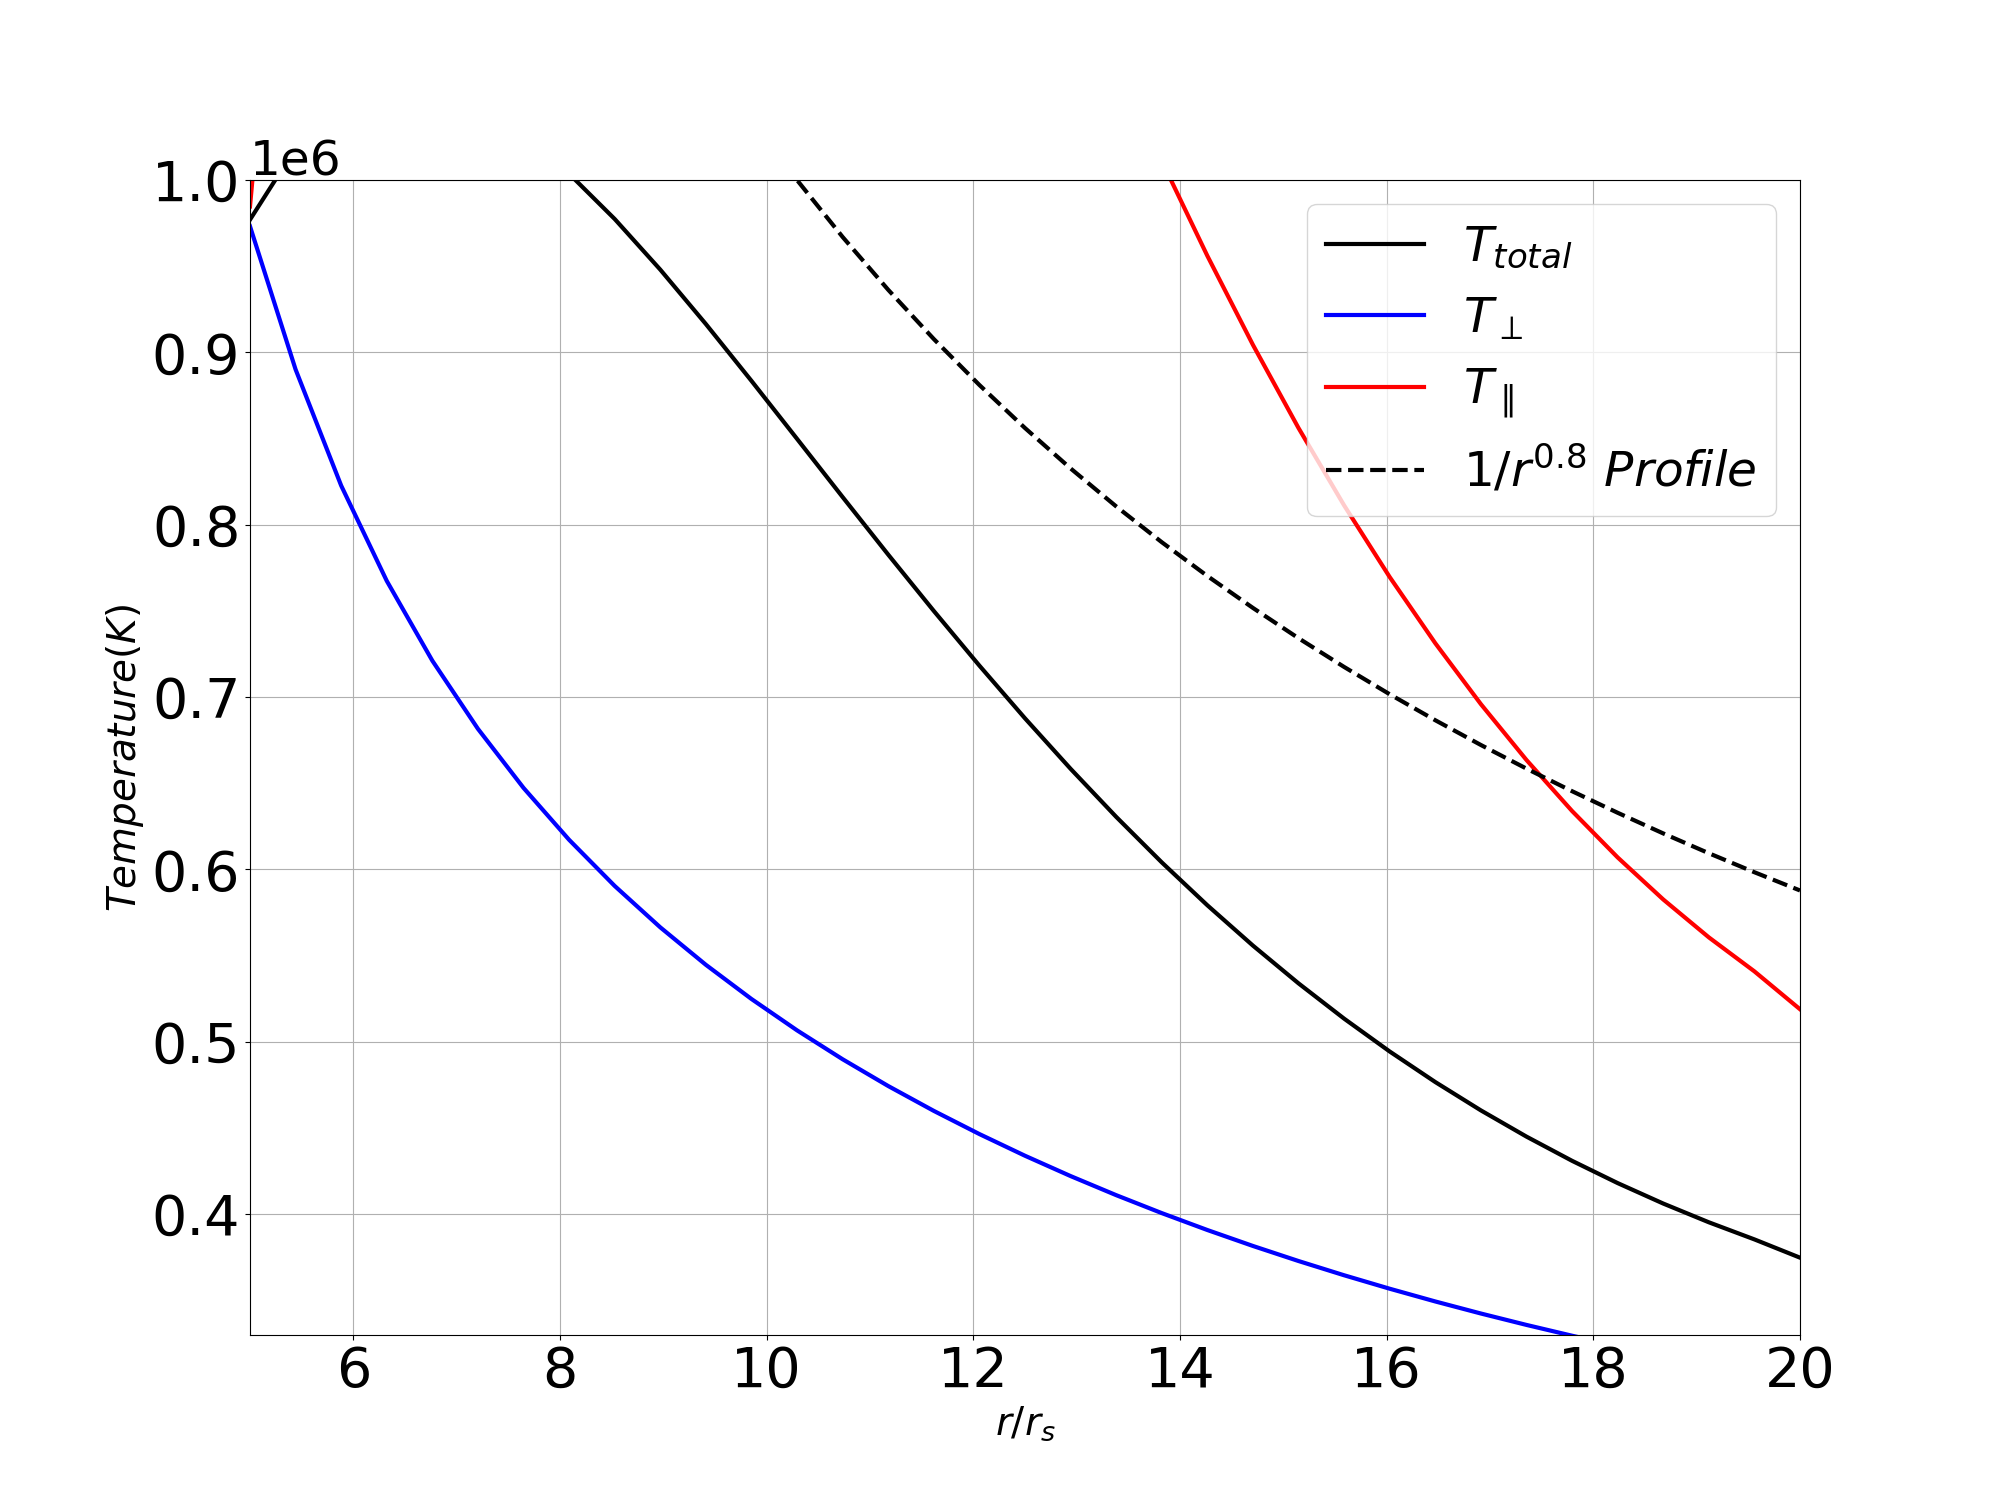 1e6
1.0
0.9
0.8
0.7
0.6
0.5
0.4
Temperature(K)
T_total
T_⊥
T_∥
1/r^0.8 Profile
6 8 10 12 14 16 18 20
r/r_s